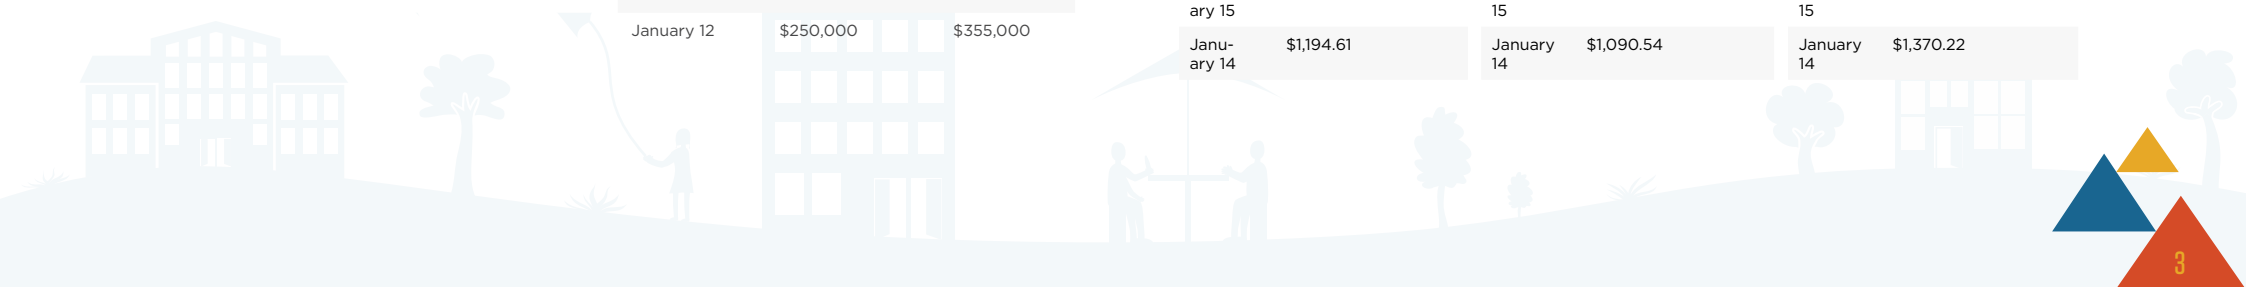 January 12 $250,000 $355,000
ary 15
Janu- $1,194.61
ary 14
15
January $1,090.54
14
15
January $1,370.22
14
3